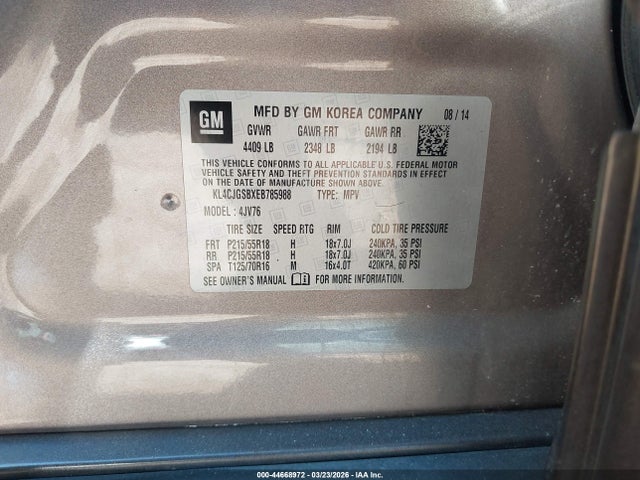 GM
MFD BY GM KOREA COMPANY 08 / 14
GVWR GAWR FRT GAWR RR
4409 LB 2348 LB 2194 LB
THIS VEHICLE CONFORMS TO ALL APPLICABLE U.S. FEDERAL MOTOR
VEHICLE SAFETY AND THEFT PREVENTION STANDARDS IN EFFECT
ON THE DATE OF MANUFACTURE SHOWN ABOVE.
KL4CJGSBXEB785988 TYPE: MPV
MODEL : 4JV76
TIRE SIZE SPEED RTG RIM COLD TIRE PRESSURE
FRT P215/55R18 H 18x7.0J 240KPA, 35 PSI
RR P215/55R18 H 18x7.0J 240KPA, 35 PSI
SPA T125/70R16 M 16x4.0T 420KPA, 60 PSI
SEE OWNER'S MANUAL FOR MORE INFORMATION.
000-44668972 | 03/23/2026 - IAA Inc.